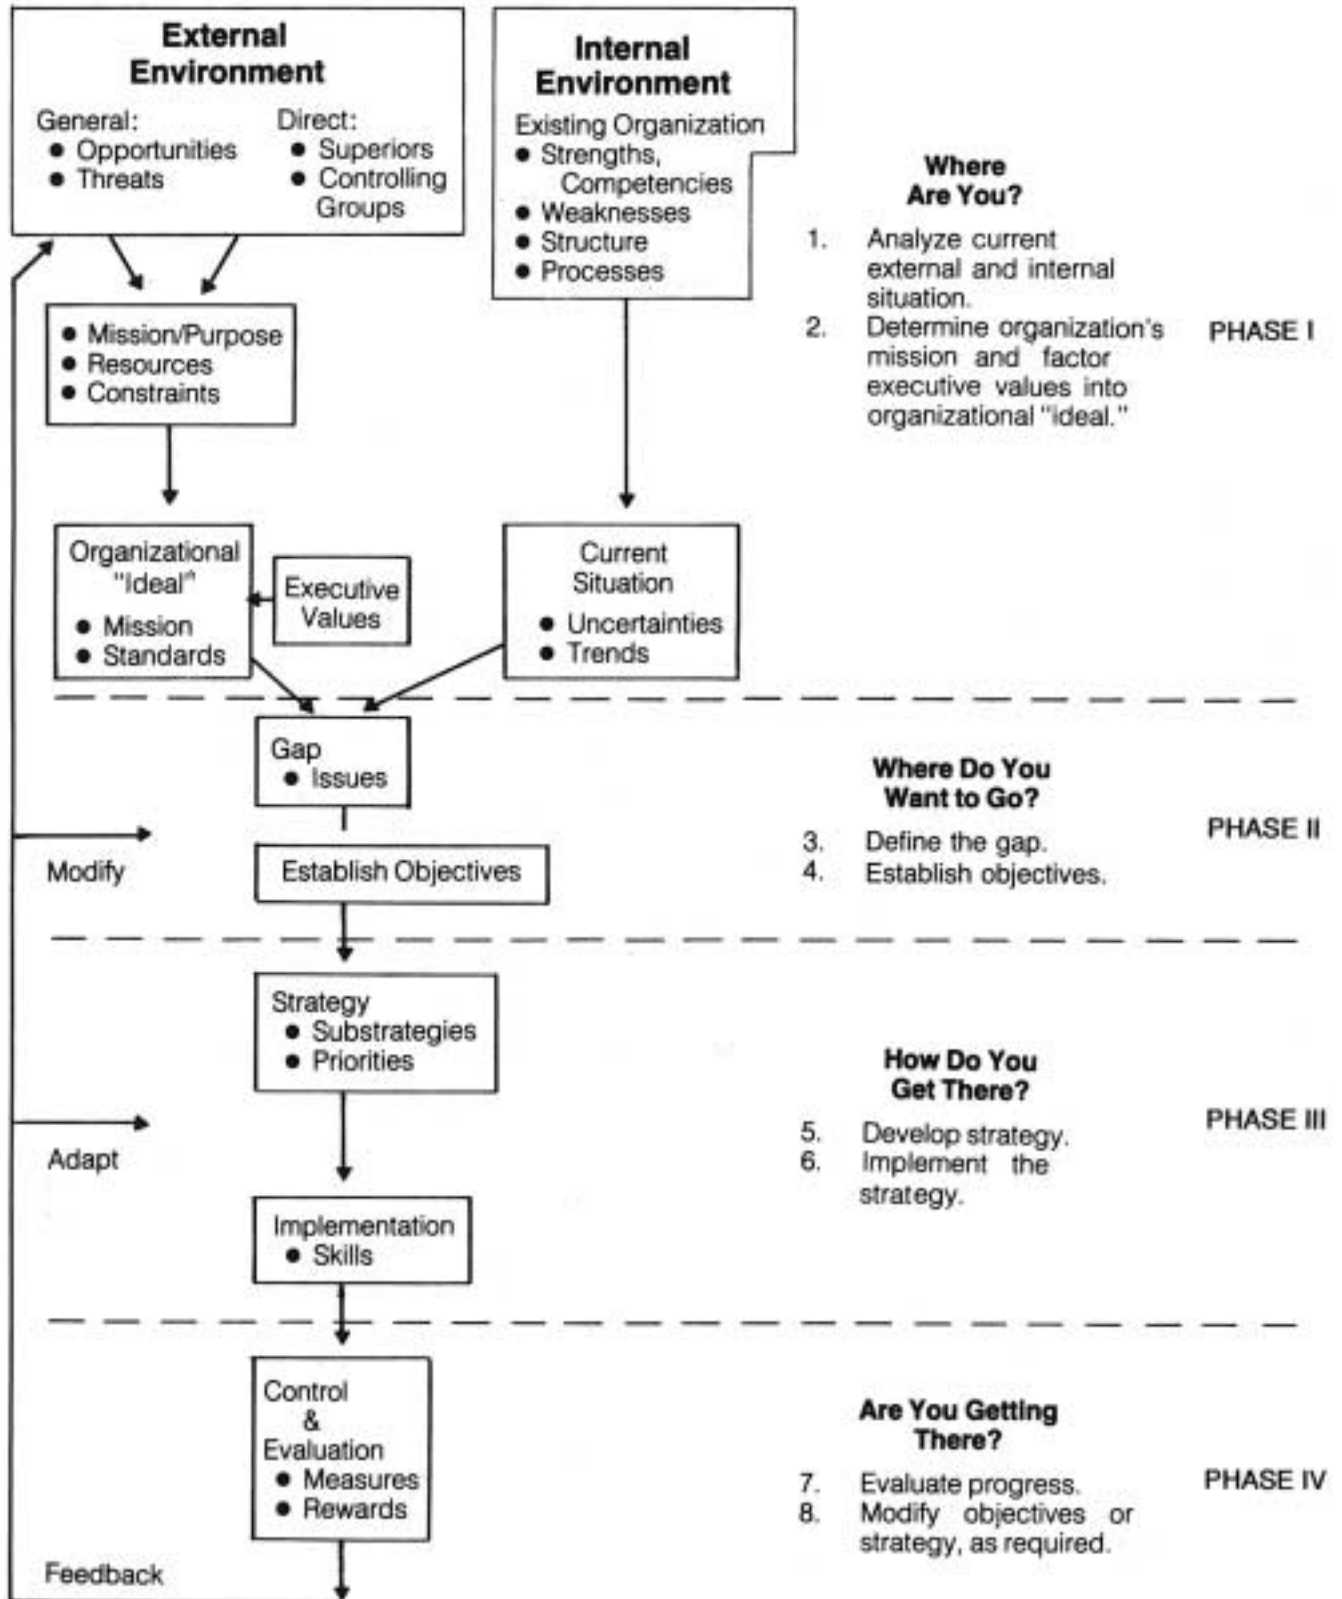 External
Environment
General:
● Opportunities
● Threats
Direct:
● Superiors
● Controlling
Groups
Internal
Environment
Existing Organization
● Strengths,
Competencies
● Weaknesses
● Structure
● Processes
Where
Are You?
1. Analyze current
external and internal
situation.
2. Determine organization's
mission and factor
executive values into
organizational "ideal."
PHASE I
● Mission/Purpose
● Resources
● Constraints
Organizational
"Ideal"
● Mission
● Standards
Executive
Values
Current
Situation
● Uncertainties
● Trends
Gap
● Issues
Where Do You
Want to Go?
3. Define the gap.
4. Establish objectives.
PHASE II
Modify
Establish Objectives
Strategy
● Substrategies
● Priorities
How Do You
Get There?
5. Develop strategy.
6. Implement the
strategy.
PHASE III
Adapt
Implementation
● Skills
Control
&
Evaluation
● Measures
● Rewards
Are You Getting
There?
7. Evaluate progress.
8. Modify objectives or
strategy, as required.
PHASE IV
Feedback